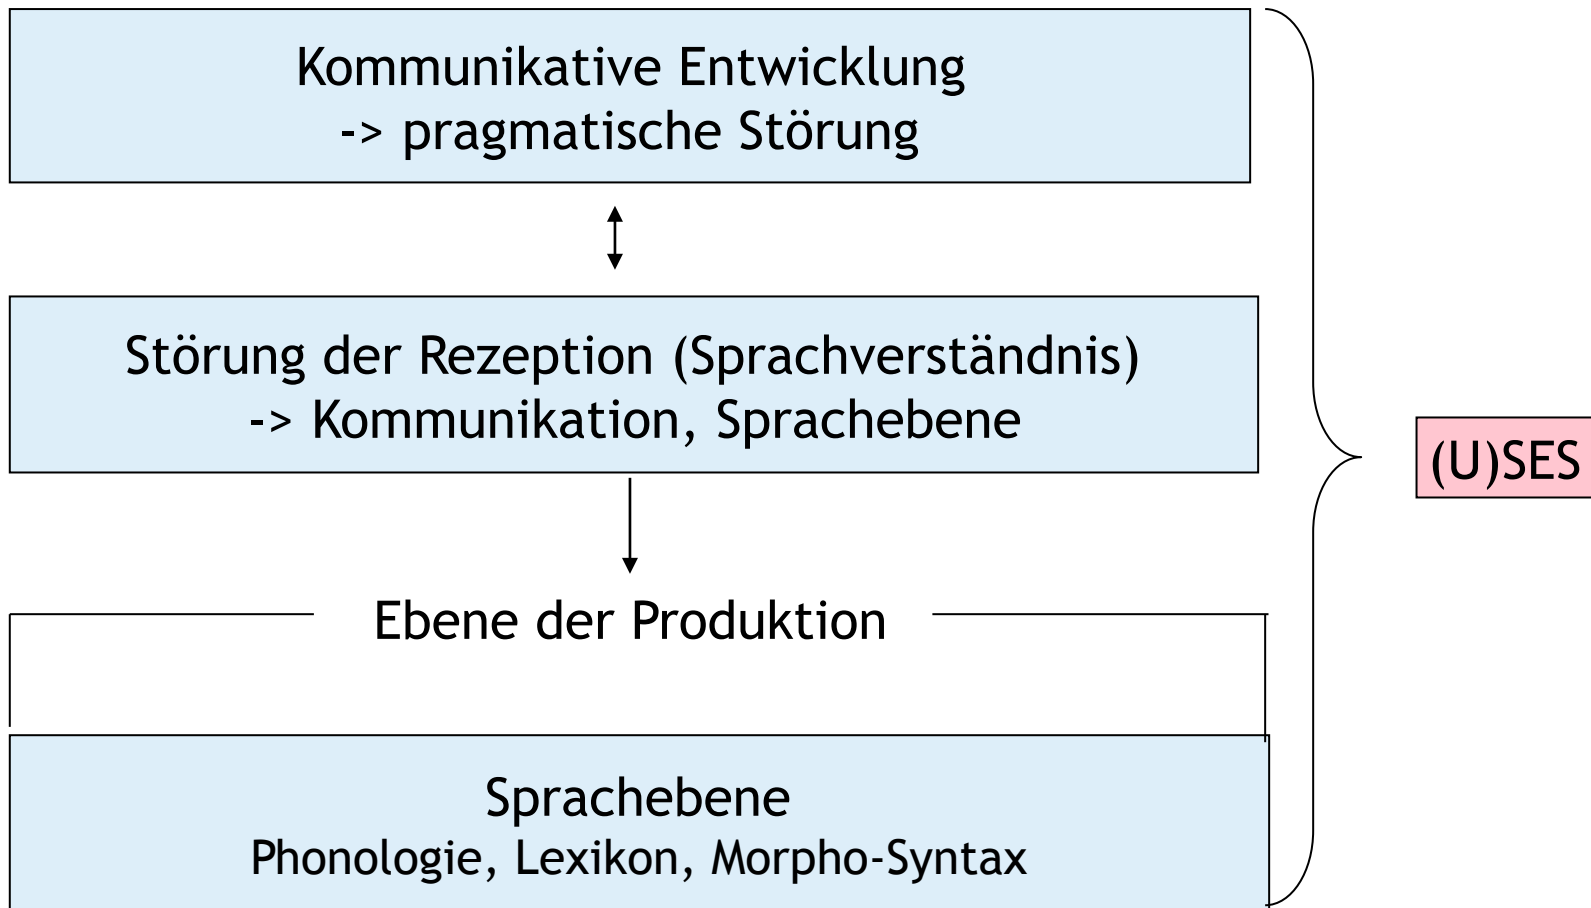 Kommunikative Entwicklung
-> pragmatische Störung
Störung der Rezeption (Sprachverständnis)
-> Kommunikation, Sprachebene
(U)SES
Ebene der Produktion
Sprachebene
Phonologie, Lexikon, Morpho-Syntax